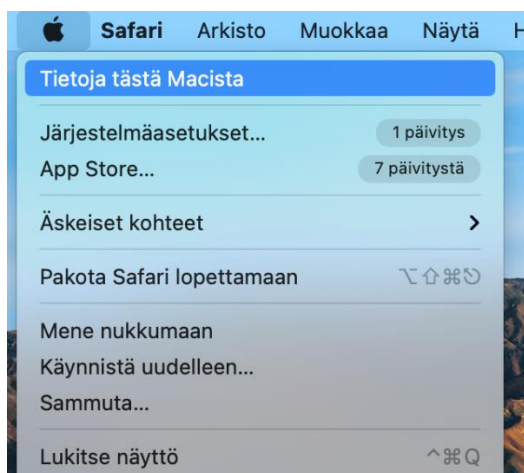 Safari Arkisto Muokkaa Näytä H
Tietoja tästä Macista
Järjestelmäasetukset... 1 päivitys
App Store... 7 päivitystä
Äskeiset kohteet
Pakota Safari lopettamaan ⌥⇧⌘⎋
Mene nukkumaan
Käynnistä uudelleen...
Sammuta...
Lukitse näyttö ^⌘Q